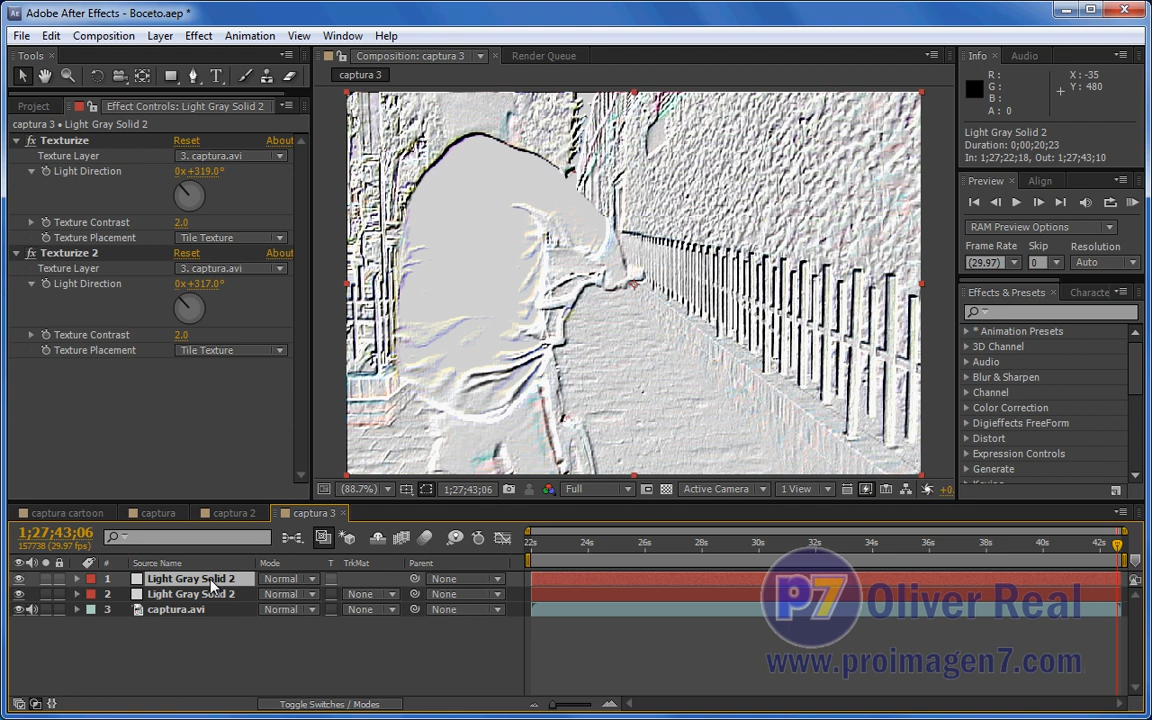 Adobe After Effects - Boceto.aep *
File Edit Composition Layer Effect Animation View Window Help
Tools
Composition: captura 3
Render Queue
Info
Audio
captura 3
R :
G :
B :
A : 0
X : -35
Y : 480
Project
Effect Controls: Light Gray Solid 2
captura 3 • Light Gray Solid 2
Light Gray Solid 2
Duration: 0;00;20;23
In: 1;27;22;18, Out: 1;27;43;10
Texturize Reset About
Texture Layer 3. captura.avi
Light Direction 0x+319.0°
Texture Contrast 2.0
Texture Placement Tile Texture
Texturize 2 Reset About
Texture Layer 3. captura.avi
Light Direction 0x+317.0°
Texture Contrast 2.0
Texture Placement Tile Texture
Preview Align
RAM Preview Options
Frame Rate Skip Resolution
(29.97) 0 Auto
Effects & Presets Characte
* Animation Presets
3D Channel
Audio
Blur & Sharpen
Channel
Color Correction
Digieffects FreeForm
Distort
Expression Controls
Generate
(88.7%) 1;27;43;06 Full Active Camera 1 View +0.
captura cartoon captura captura 2 captura 3
1;27;43;06
157738 (29.97 fps)
22s 24s 26s 28s 30s 32s 34s 36s 38s 40s 42s
# Source Name Mode T TrkMat Parent
1 Light Gray Solid 2 Normal None
2 Light Gray Solid 2 Normal None None
3 captura.avi Normal None None
Toggle Switches / Modes
p7 Oliver Real
www.proimagen7.com